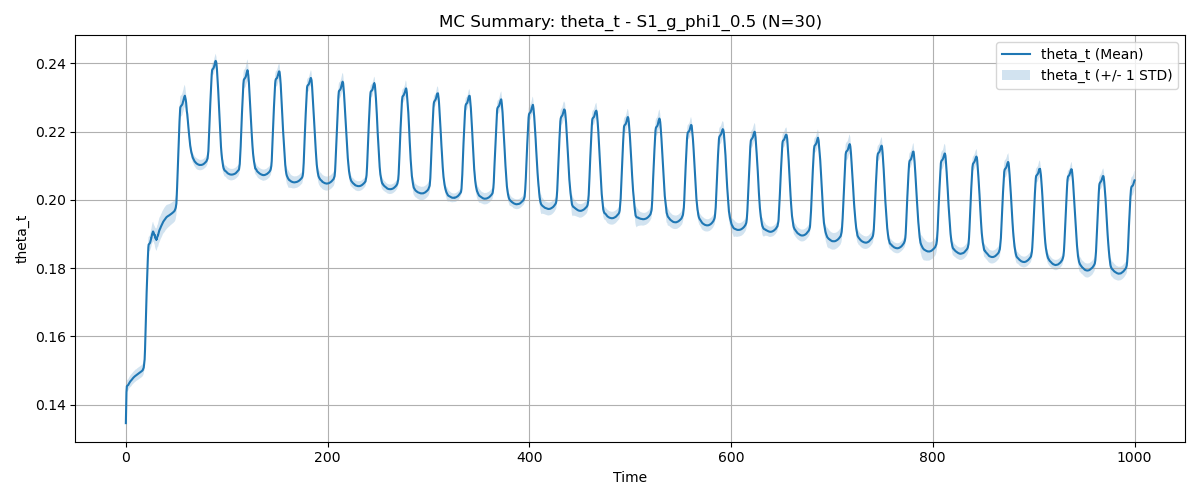 MC Summary: theta_t - S1_g_phi1_0.5 (N=30)
theta_t (Mean)
theta_t (+/- 1 STD)
0.24
0.22
0.20
0.18
0.16
0.14
theta_t
0 200 400 600 800 1000
Time